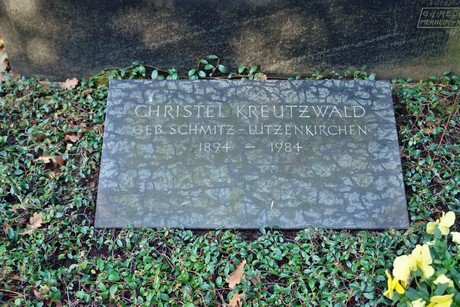 CHRISTEL KREUTZWALD
GEB. SCHMITZ - LÜTZENKIRCHEN
1894 - 1984